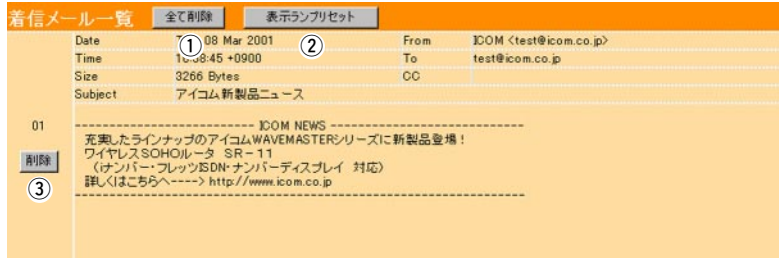 着信メール一覧 全て削除 表示ランプリセット
① ②
Date 08 Mar 2001 From ICOM <test@icom.co.jp>
Time :08:45 +0900 To test@icom.co.jp
Size 3266 Bytes CC
Subject アイコム新製品ニュース
01
------------------------- ICOM NEWS ---------------------------
充実したラインナップのアイコムWAVEMASTERシリーズに新製品登場！
ワイヤレスSOHOルータ SR-11
（iナンバー・フレッツISDN・ナンバーディスプレイ 対応）
詳しくはこちらへ----> http://www.icom.co.jp
---------------------------------------------------------------
削除
③